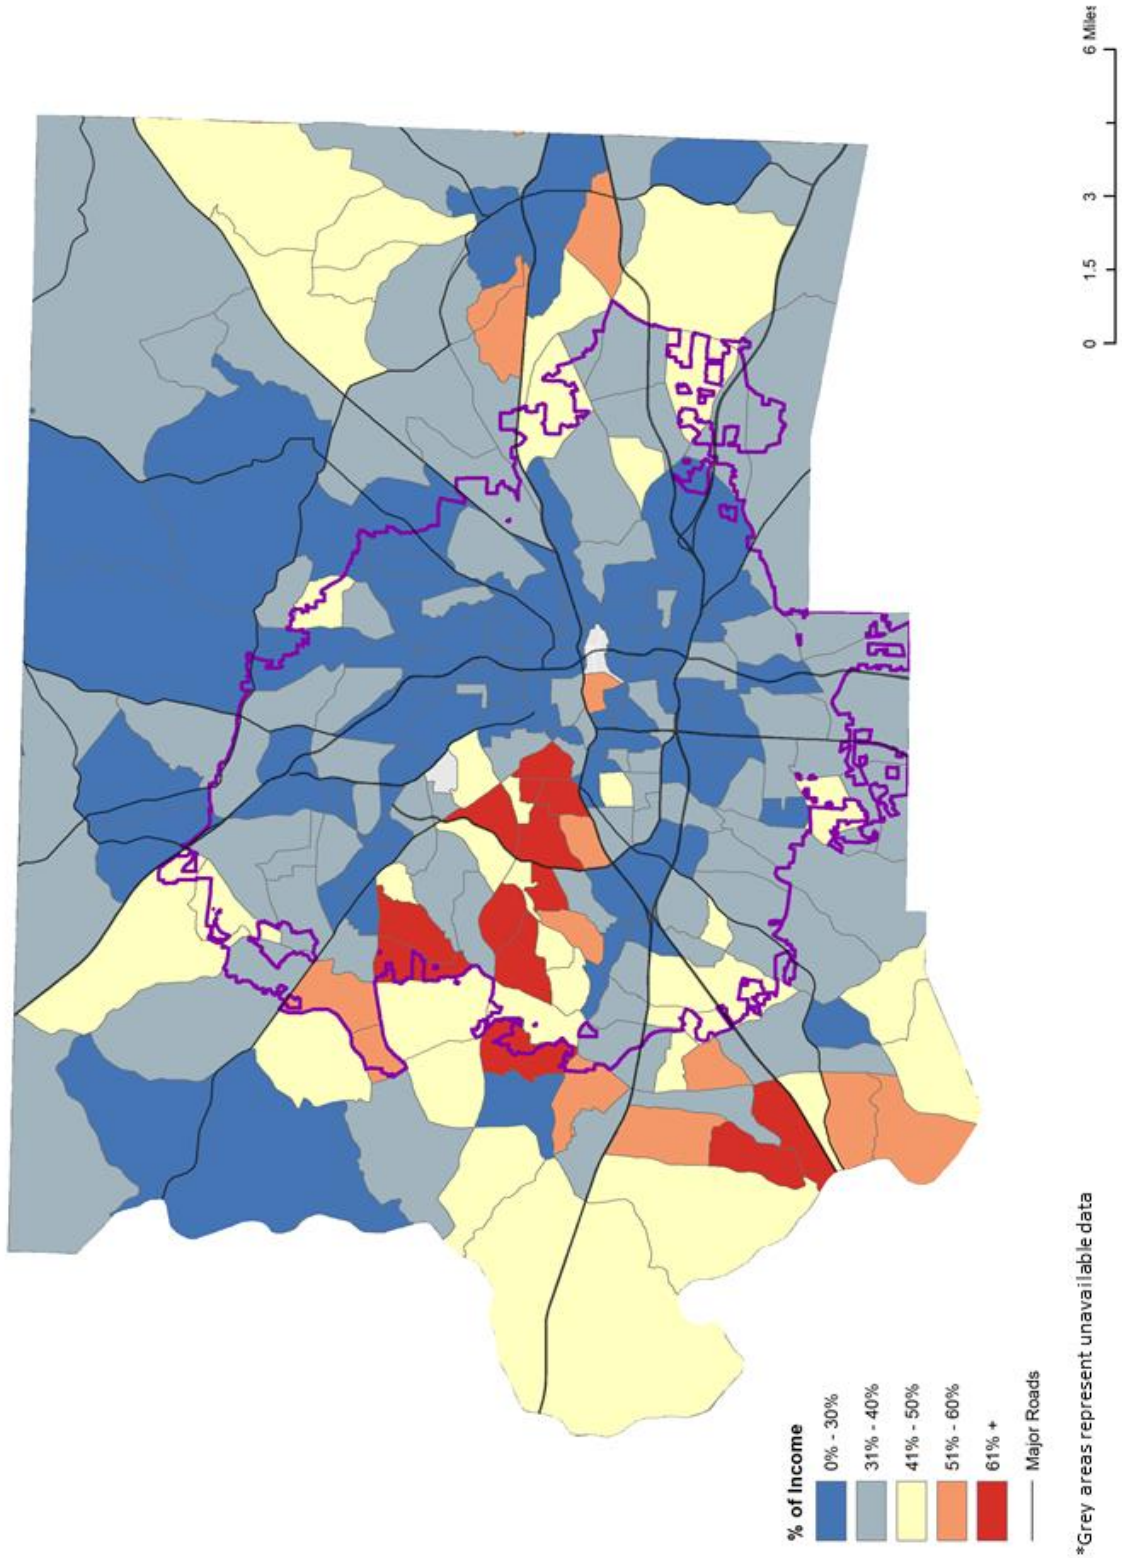 % of Income
0% - 30%
31% - 40%
41% - 50%
51% - 60%
61% +
Major Roads
*Grey areas represent unavailable data
0 1.5 3 6 Miles